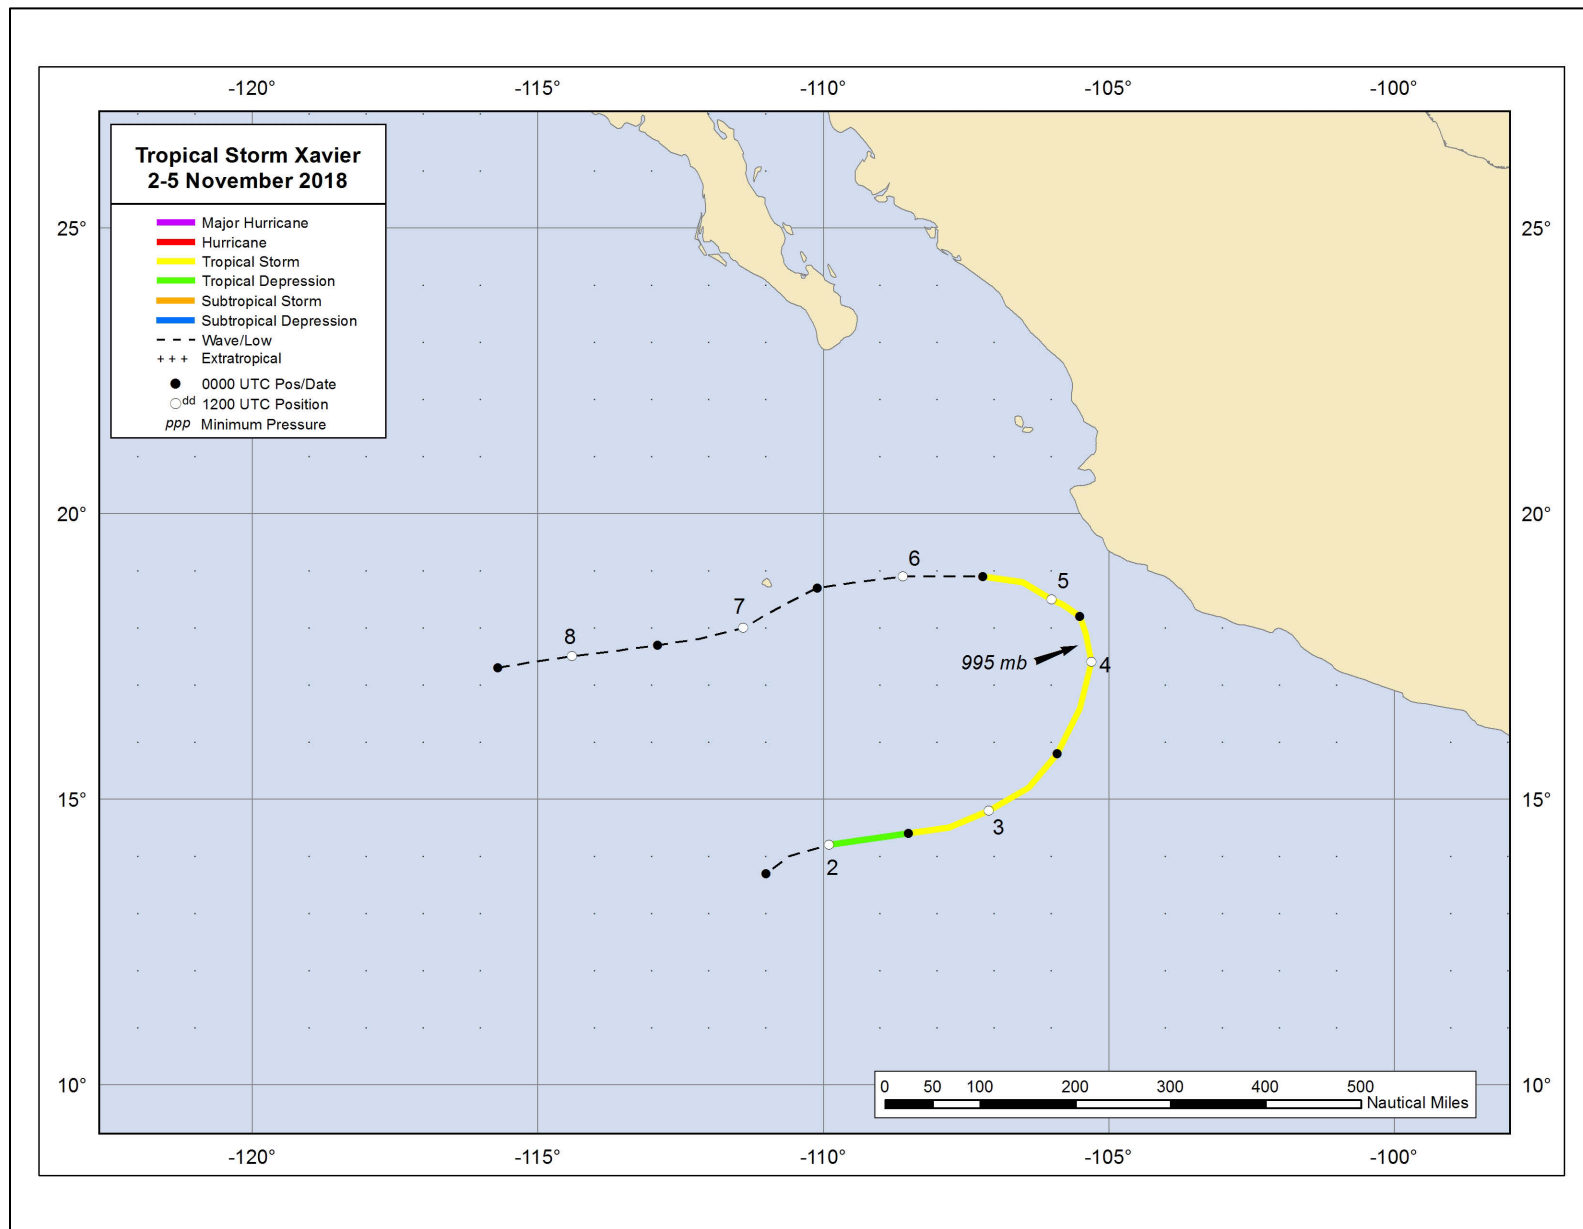 -120° -115° -110° -105° -100°
Tropical Storm Xavier
2-5 November 2018
Major Hurricane
Hurricane
Tropical Storm
Tropical Depression
Subtropical Storm
Subtropical Depression
Wave/Low
+++ Extratropical
0000 UTC Pos/Date
dd 1200 UTC Position
ppp Minimum Pressure
25° 25°
20° 20°
6
5
7
8
995 mb
4
15° 15°
3
2
10° 10°
0 50 100 200 300 400 500
Nautical Miles
-120° -115° -110° -105° -100°